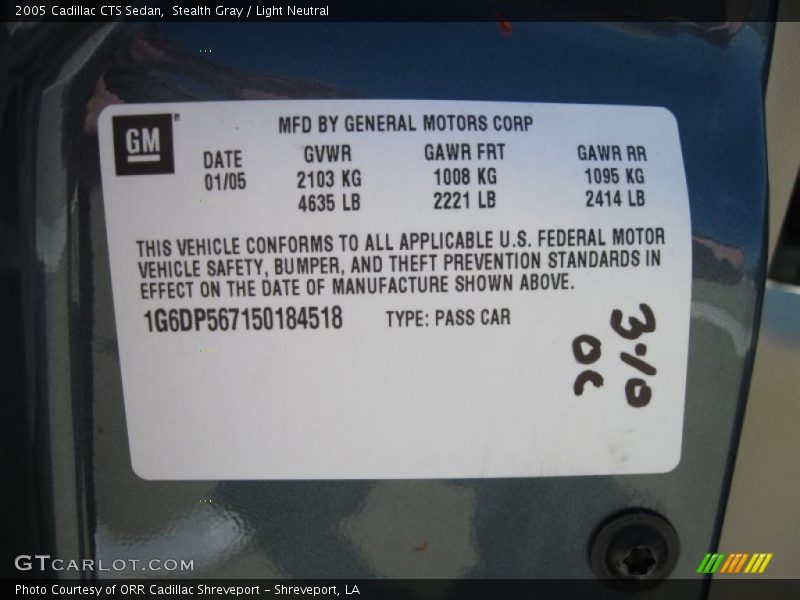 2005 Cadillac CTS Sedan, Stealth Gray / Light Neutral
GM
MFD BY GENERAL MOTORS CORP
DATE GVWR GAWR FRT GAWR RR
01/05 2103 KG 1008 KG 1095 KG
4635 LB 2221 LB 2414 LB
THIS VEHICLE CONFORMS TO ALL APPLICABLE U.S. FEDERAL MOTOR
VEHICLE SAFETY, BUMPER, AND THEFT PREVENTION STANDARDS IN
EFFECT ON THE DATE OF MANUFACTURE SHOWN ABOVE.
1G6DP567150184518 TYPE: PASS CAR
GTCARLOT.COM
Photo Courtesy of ORR Cadillac Shreveport - Shreveport, LA